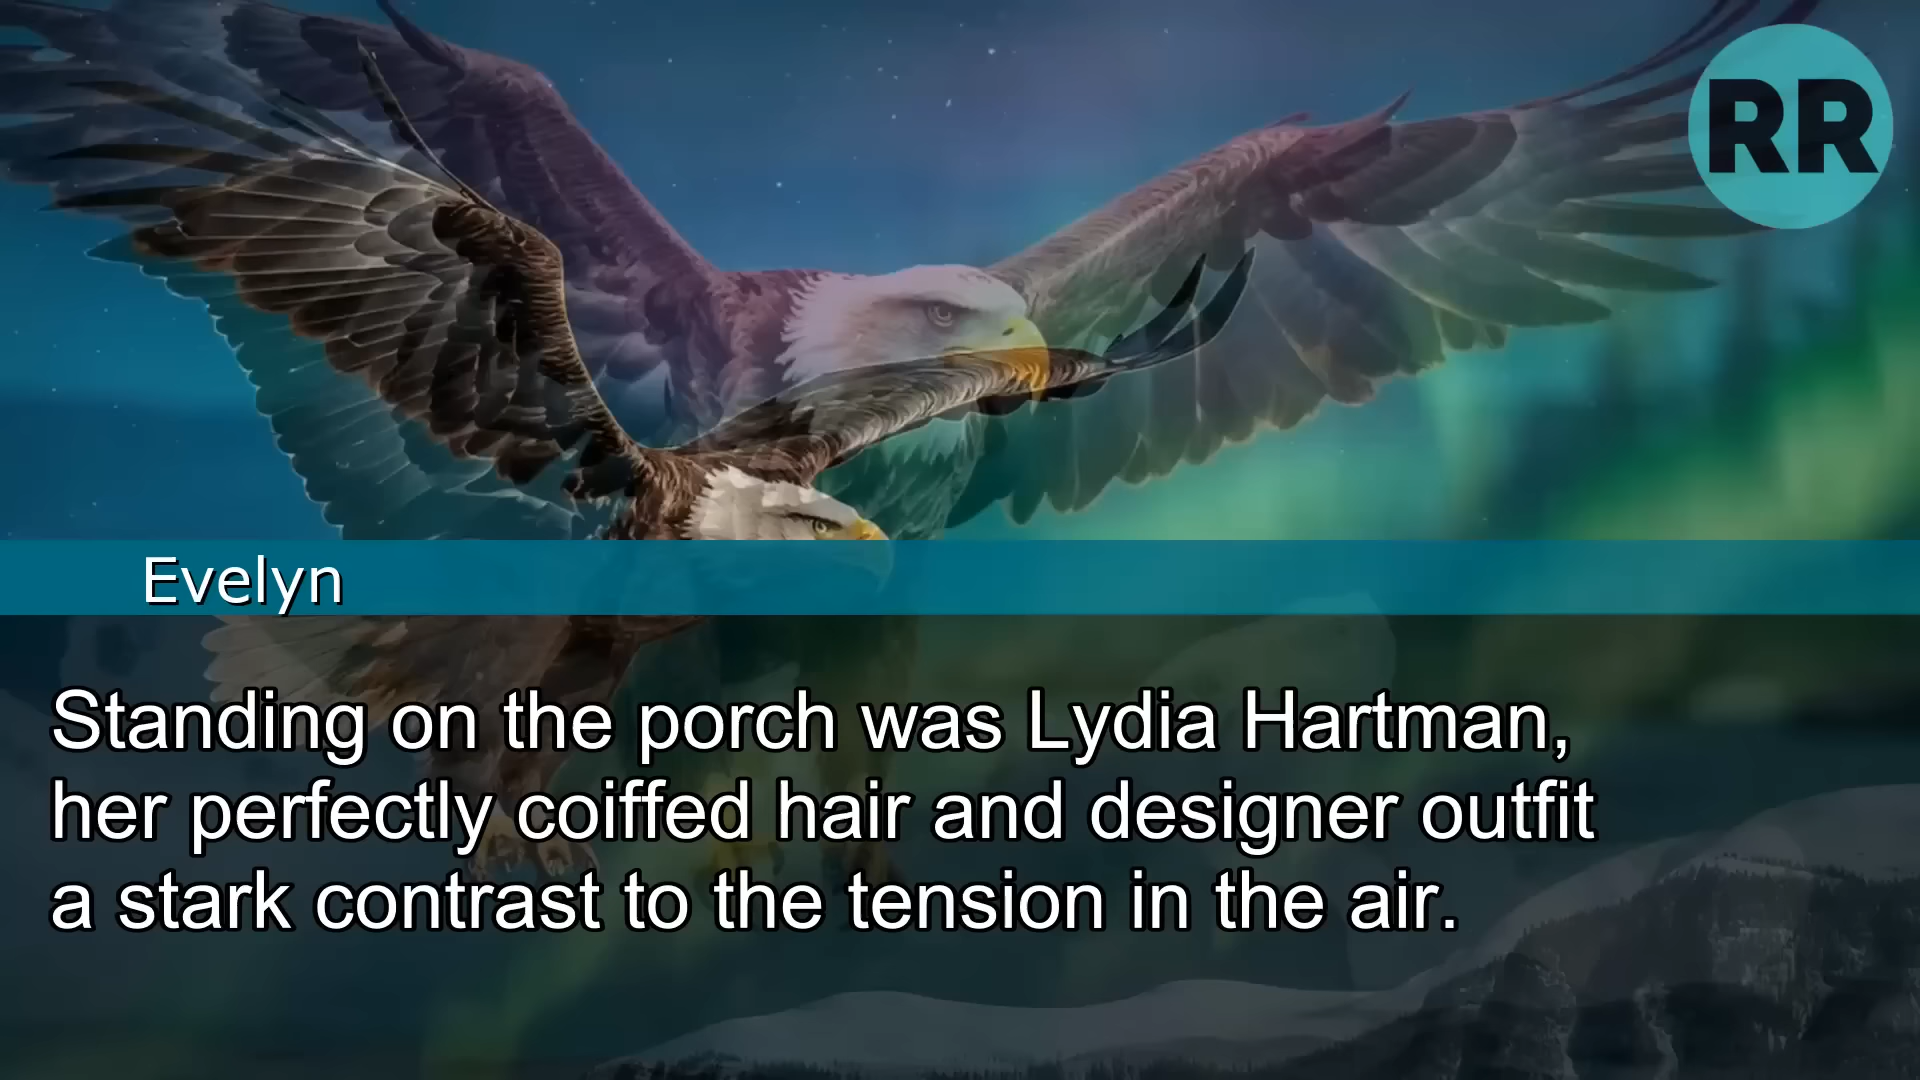 RR
Evelyn
Standing on the porch was Lydia Hartman,
her perfectly coiffed hair and designer outfit
a stark contrast to the tension in the air.